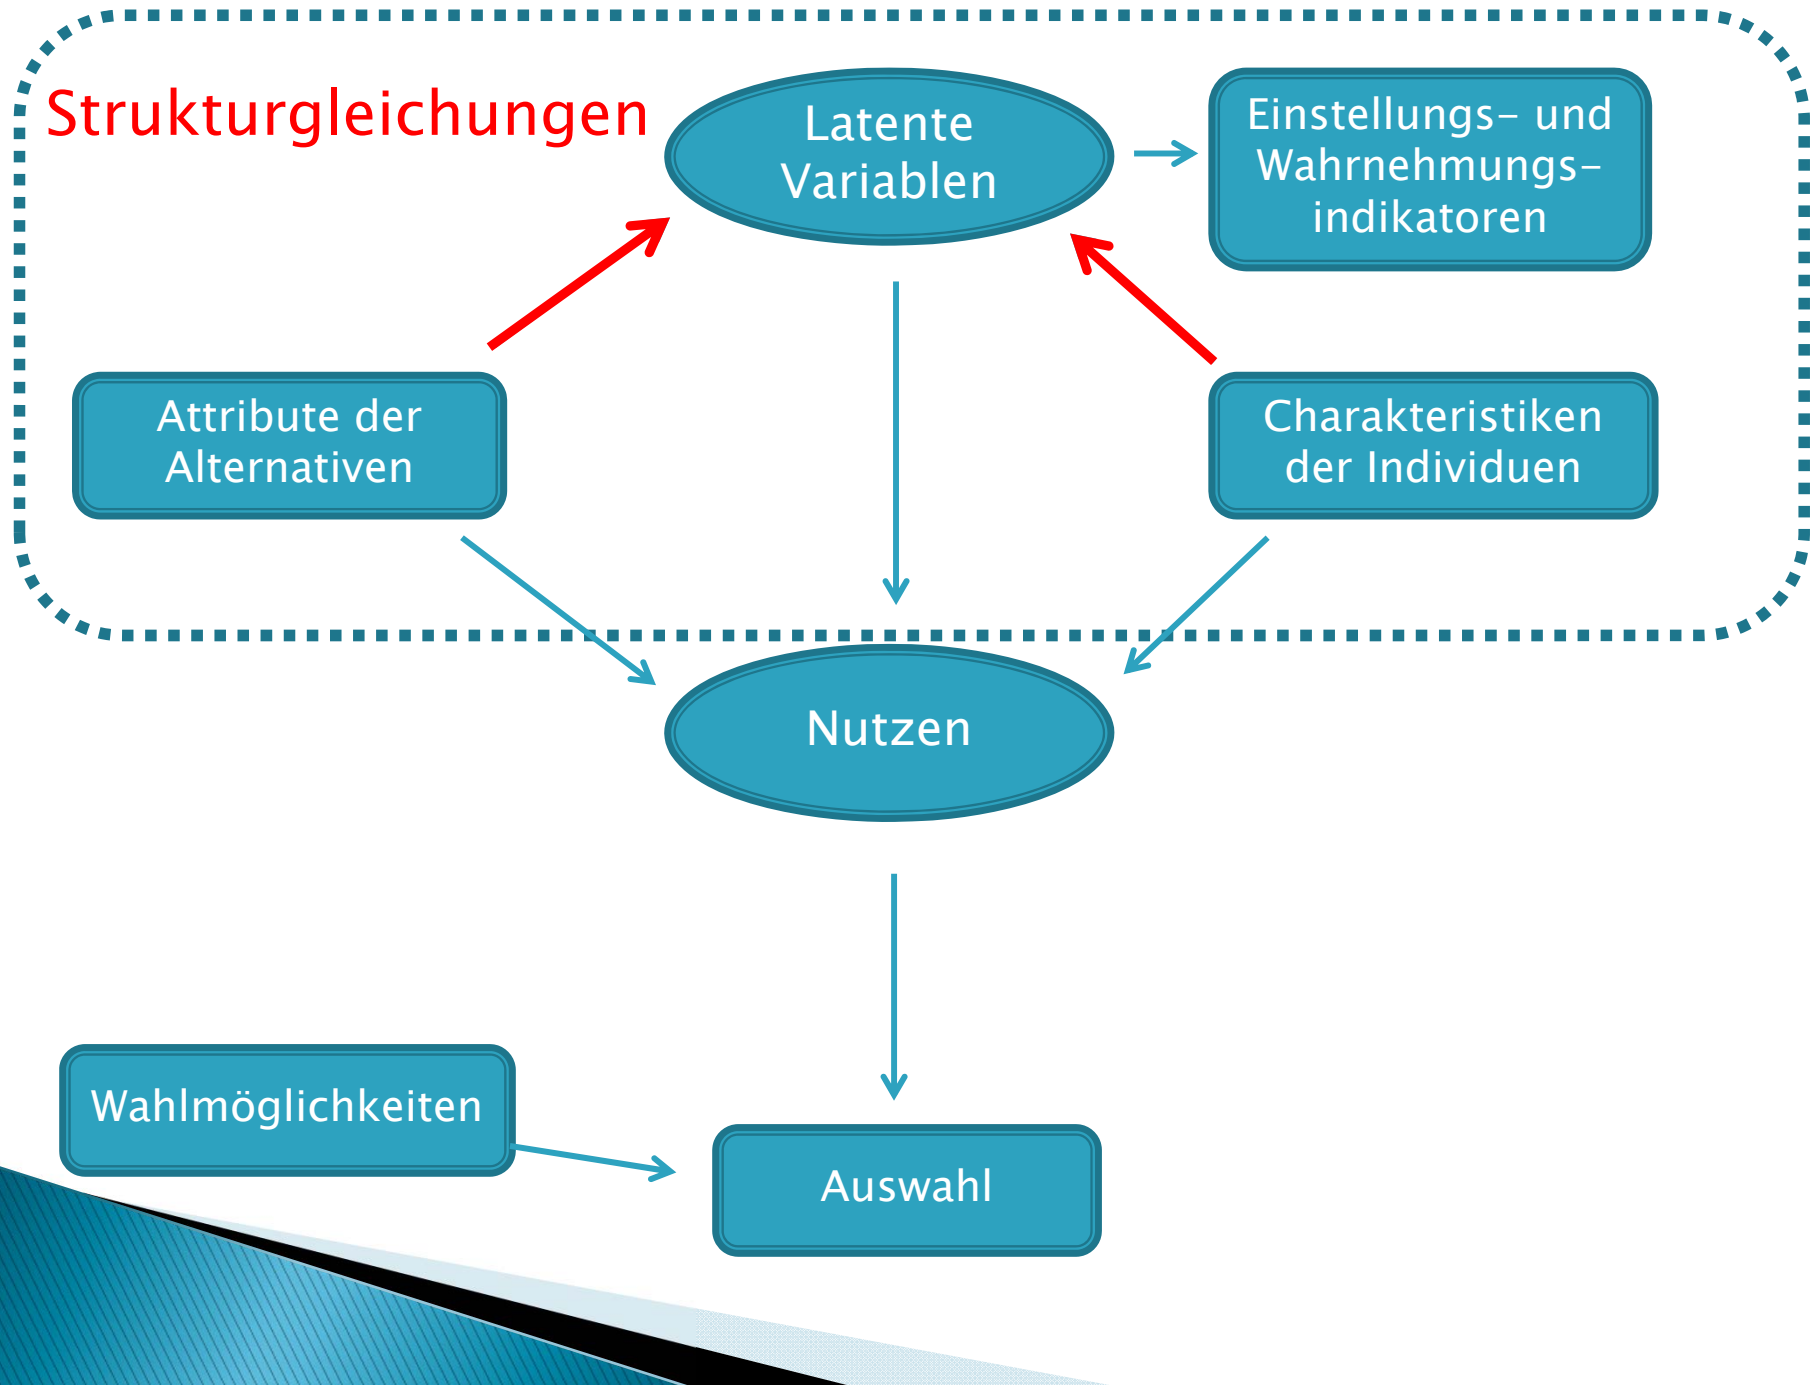 Strukturgleichungen
Latente
Variablen
Einstellungs- und
Wahrnehmungs-
indikatoren
Attribute der
Alternativen
Charakteristiken
der Individuen
Nutzen
Wahlmöglichkeiten
Auswahl